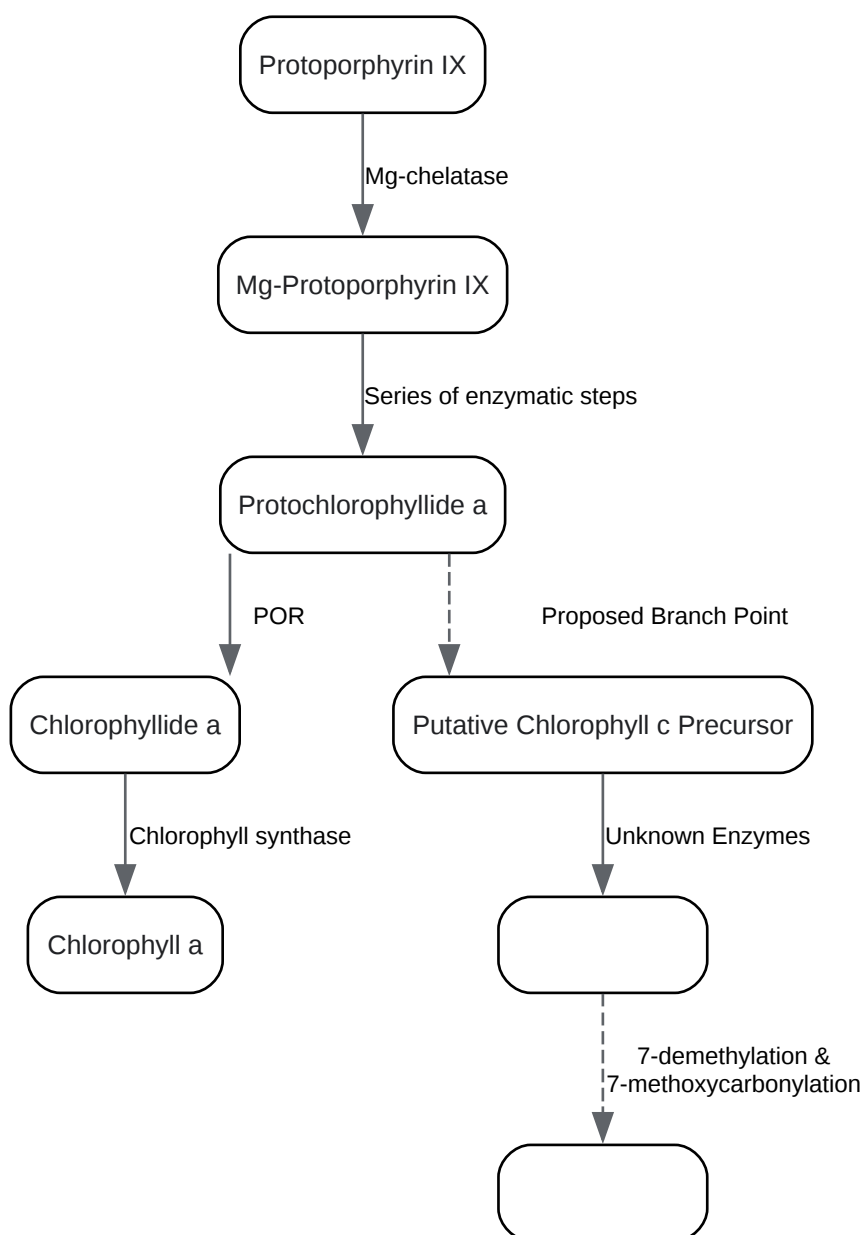 Protoporphyrin IX
Mg-chelatase
Mg-Protoporphyrin IX
Series of enzymatic steps
Protochlorophyllide a
POR
Proposed Branch Point
Chlorophyllide a
Putative Chlorophyll c Precursor
Chlorophyll synthase
Unknown Enzymes
Chlorophyll a
7-demethylation &
7-methoxycarbonylation